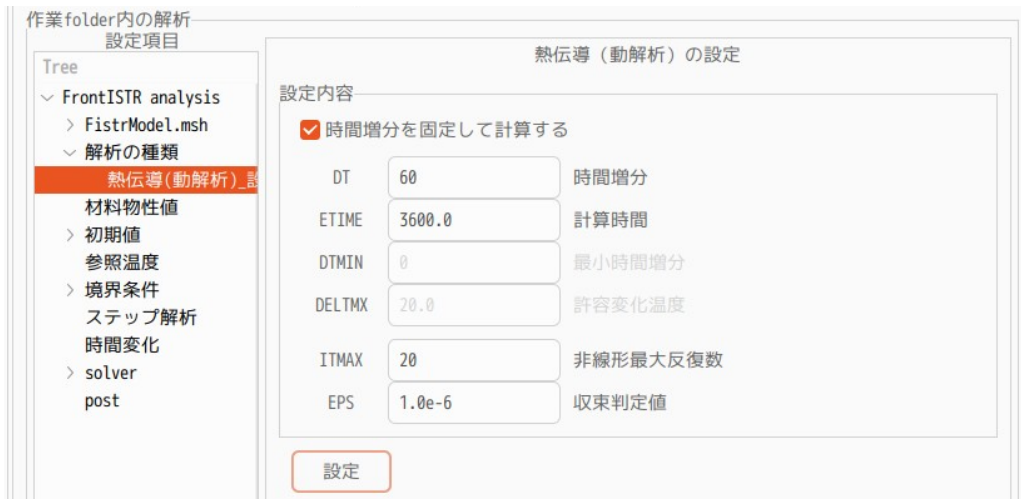 作業folder内の解析
設定項目
Tree
FrontISTR analysis
FistrModel.msh
解析の種類
熱伝導(動解析)_設
材料物性値
初期値
参照温度
境界条件
ステップ解析
時間変化
solver
post
熱伝導（動解析）の設定
設定内容
時間増分を固定して計算する
DT 60 時間増分
ETIME 3600.0 計算時間
DTMIN 0 最小時間増分
DELTMX 20.0 許容変化温度
ITMAX 20 非線形最大反復数
EPS 1.0e-6 収束判定値
設定